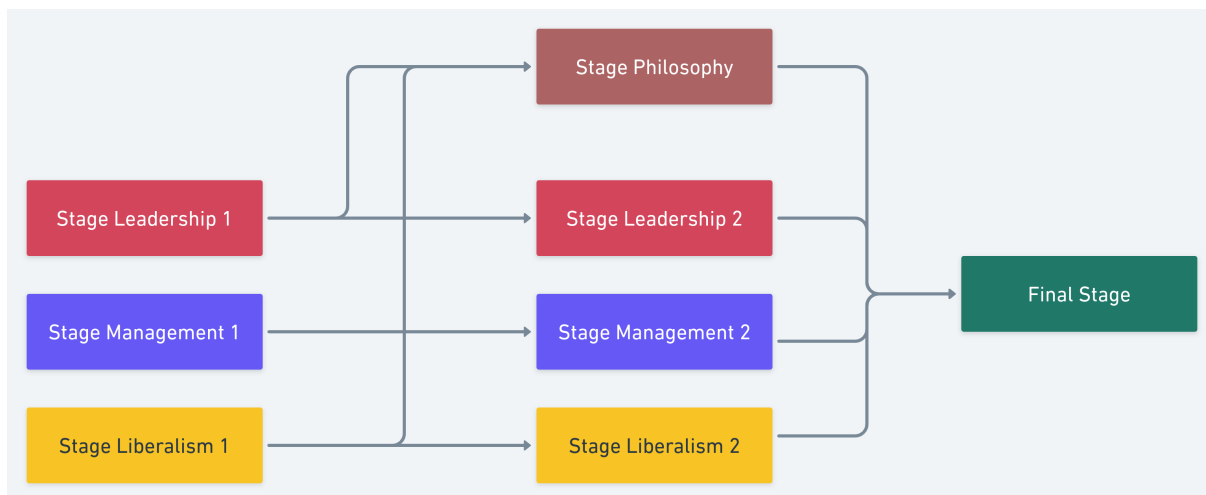 Stage Philosophy
Stage Leadership 1
Stage Leadership 2
Final Stage
Stage Management 1
Stage Management 2
Stage Liberalism 1
Stage Liberalism 2